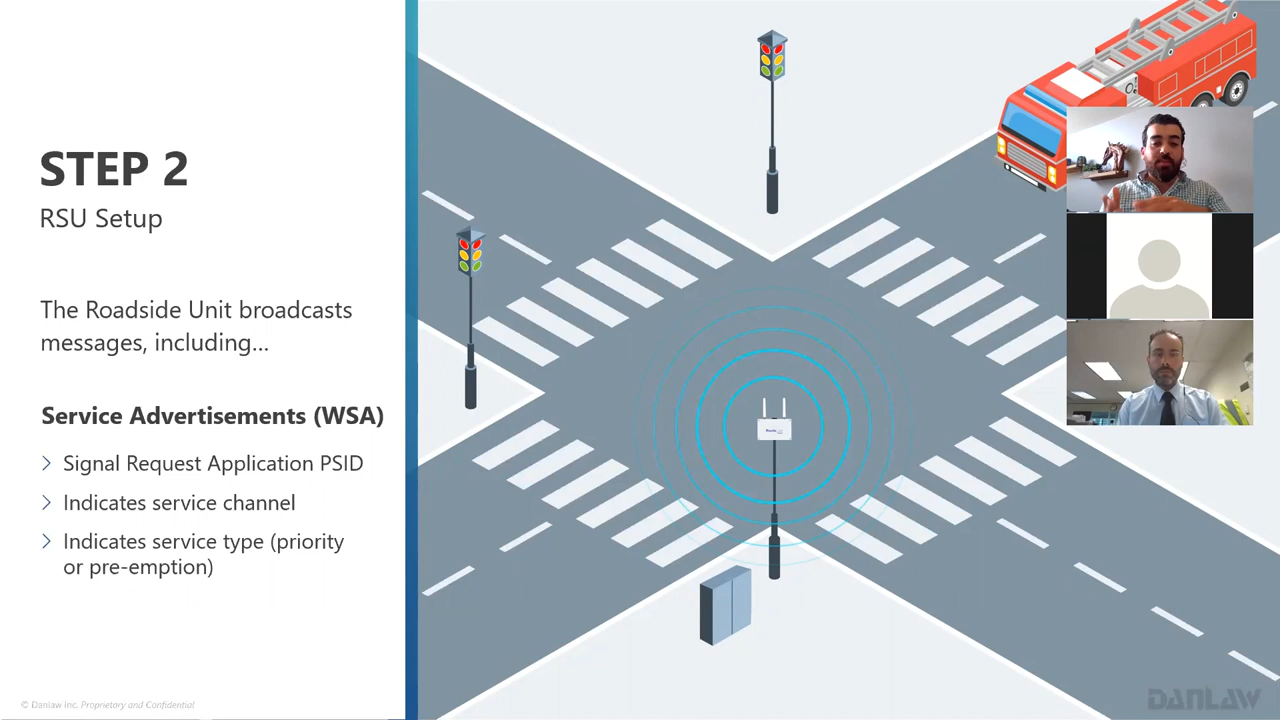 STEP 2
RSU Setup
The Roadside Unit broadcasts
messages, including...
Service Advertisements (WSA)
Signal Request Application PSID
Indicates service channel
Indicates service type (priority
or pre-emption)
© Danlaw Inc. Proprietary and Confidential
DANLAW